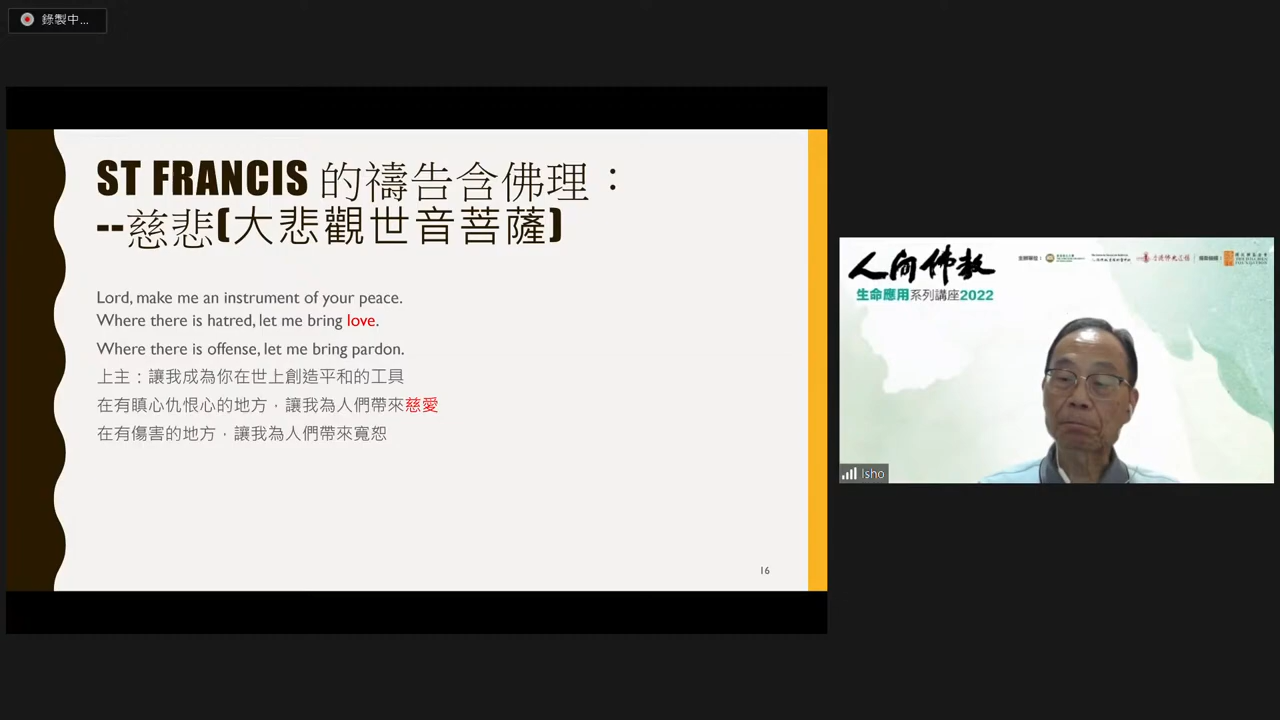 錄製中...
ST FRANCIS 的禱告含佛理：
--慈悲(大悲觀世音菩薩)
Lord, make me an instrument of your peace.
Where there is hatred, let me bring love.
Where there is offense, let me bring pardon.
上主：讓我成為你在世上創造平和的工具
在有瞋心仇恨心的地方，讓我為人們帶來慈愛
在有傷害的地方，讓我為人們帶來寬恕
16
人間佛教
生命應用系列講座2022
主辦單位：
Isho